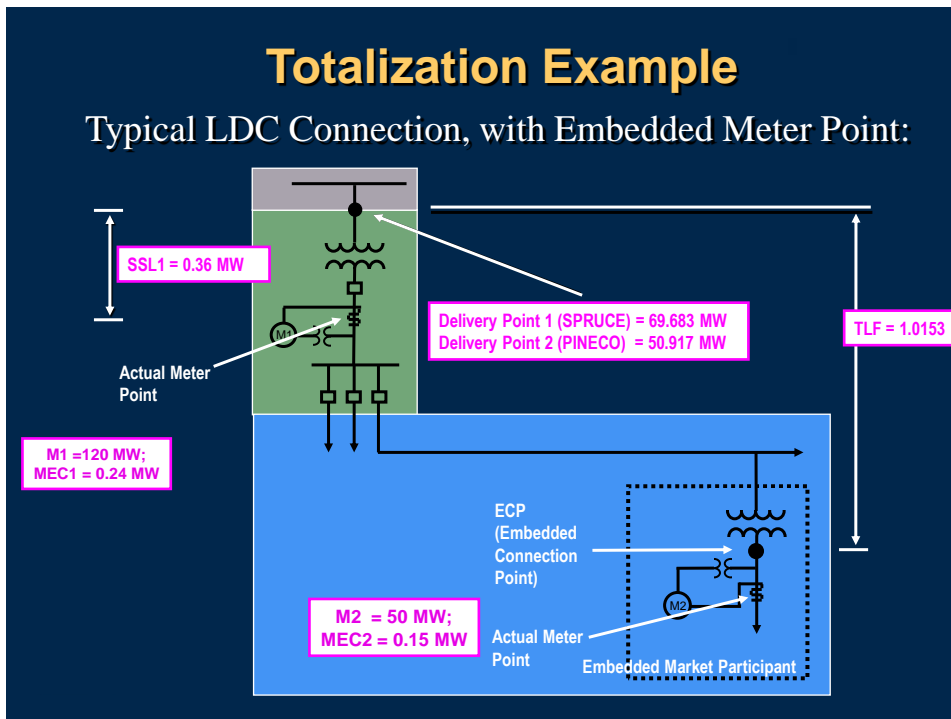 Totalization Example
Typical LDC Connection, with Embedded Meter Point:
SSL1 = 0.36 MW
Delivery Point 1 (SPRUCE) = 69.683 MW
Delivery Point 2 (PINECO) = 50.917 MW
TLF = 1.0153
M1
Actual Meter
Point
M1 =120 MW;
MEC1 = 0.24 MW
ECP
(Embedded
Connection
Point)
M2
M2 = 50 MW;
MEC2 = 0.15 MW
Actual Meter
Point
Embedded Market Participant